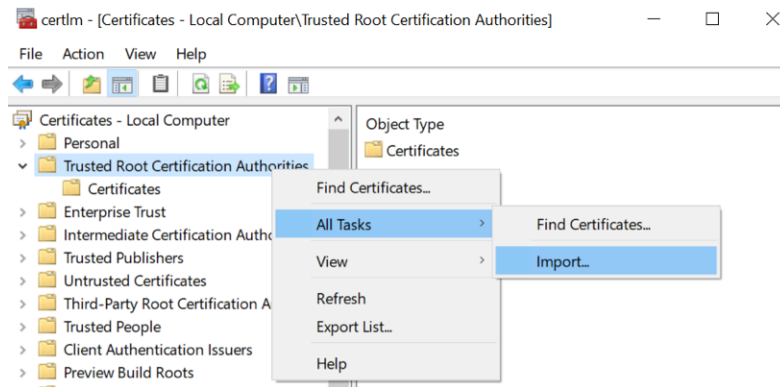 certlm - [Certificates - Local Computer\Trusted Root Certification Authorities]
File Action View Help
Certificates - Local Computer
Personal
Trusted Root Certification Authorities
Certificates
Enterprise Trust
Intermediate Certification Autho
Trusted Publishers
Untrusted Certificates
Third-Party Root Certification A
Trusted People
Client Authentication Issuers
Preview Build Roots
Object Type
Certificates
Find Certificates...
All Tasks
View
Refresh
Export List...
Help
Find Certificates...
Import...